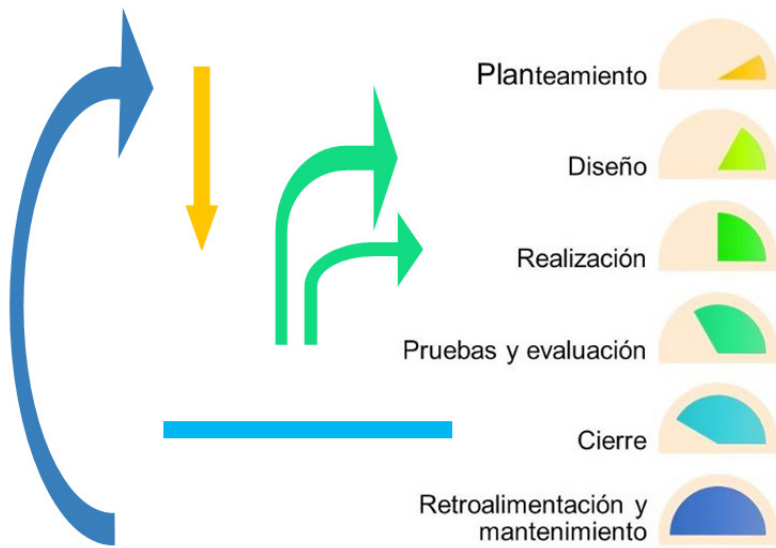 Planteamiento
Diseño
Realización
Pruebas y evaluación
Cierre
Retroalimentación y
mantenimiento